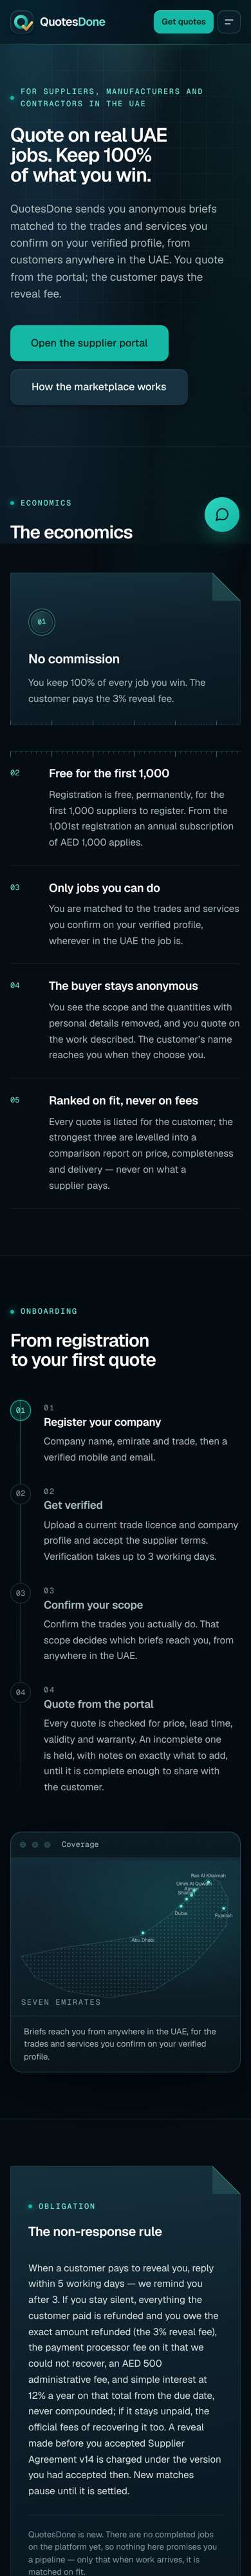 QuotesDone
Get quotes
FOR SUPPLIERS, MANUFACTURERS AND
CONTRACTORS IN THE UAE
Quote on real UAE
jobs. Keep 100%
of what you win.
QuotesDone sends you anonymous briefs
matched to the trades and services you
confirm on your verified profile, from
customers anywhere in the UAE. You quote
from the portal; the customer pays the
reveal fee.
Open the supplier portal
How the marketplace works
ECONOMICS
The economics
01
No commission
You keep 100% of every job you win. The
customer pays the 3% reveal fee.
02
Free for the first 1,000
Registration is free, permanently, for the
first 1,000 suppliers to register. From the
1,001st registration an annual subscription
of AED 1,000 applies.
03
Only jobs you can do
You are matched to the trades and services
you confirm on your verified profile,
wherever in the UAE the job is.
04
The buyer stays anonymous
You see the scope and the quantities with
personal details removed, and you quote on
the work described. The customer's name
reaches you when they choose you.
05
Ranked on fit, never on fees
Every quote is listed for the customer; the
strongest three are levelled into a
comparison report on price, completeness
and delivery — never on what a
supplier pays.
ONBOARDING
From registration
to your first quote
01
01
Register your company
Company name, emirate and trade, then a
verified mobile and email.
02
02
Get verified
Upload a current trade licence and company
profile and accept the supplier terms.
Verification takes up to 3 working days.
03
03
Confirm your scope
Confirm the trades you actually do. That
scope decides which briefs reach you, from
anywhere in the UAE.
04
04
Quote from the portal
Every quote is checked for price, lead time,
validity and warranty. An incomplete one
is held, with notes on exactly what to add,
until it is complete enough to share with
the customer.
Coverage
Ras Al Khaimah
Umm Al Quwain
Dubai
Fujairah
Abu Dhabi
SEVEN EMIRATES
Briefs reach you from anywhere in the UAE, for the
trades and services you confirm on your verified
profile.
OBLIGATION
The non-response rule
When a customer pays to reveal you, reply
within 5 working days — we remind you
after 3. If you stay silent, everything the
customer paid is refunded and you owe the
exact amount refunded (the 3% reveal fee),
the payment processor fee on it that we
could not recover, an AED 500
administrative fee, and simple interest at
12% a year on that total from the due date,
never compounded; if it stays unpaid, the
official fees of recovering it too. A reveal
made before you accepted Supplier
Agreement v14 is charged under the version
you had accepted then. New matches
pause until it is settled.
QuotesDone is new. There are no completed jobs
on the platform yet, so nothing here promises you
a pipeline — only that when work arrives, it is
matched on fit.